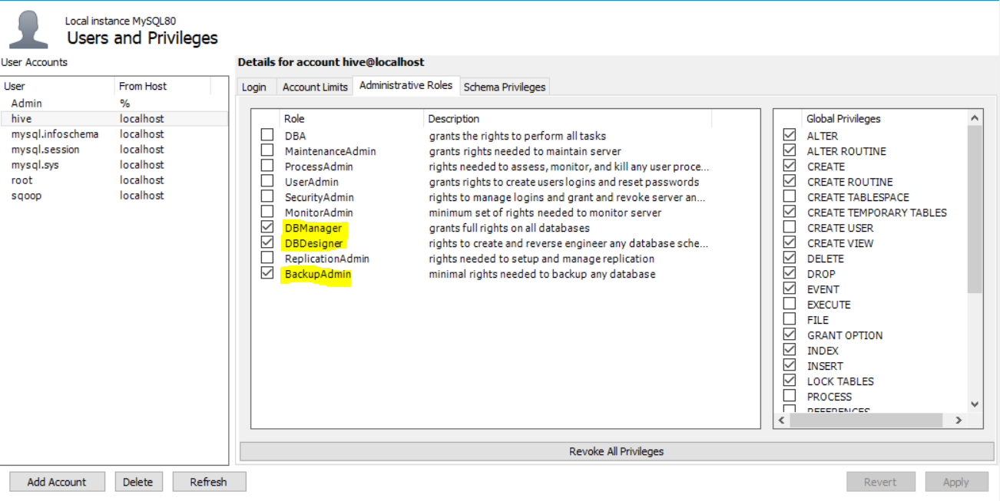 Local instance MySQL80
Users and Privileges
User Accounts
User From Host
Admin %
hive localhost
mysql.infoschema localhost
mysql.session localhost
mysql.sys localhost
root localhost
sqoop localhost
Add Account Delete Refresh
Details for account hive@localhost
Login Account Limits Administrative Roles Schema Privileges
Role Description
DBA grants the rights to perform all tasks
MaintenanceAdmin grants rights needed to maintain server
ProcessAdmin rights needed to assess, monitor, and kill any user proce...
UserAdmin grants rights to create users logins and reset passwords
SecurityAdmin rights to manage logins and grant and revoke server an...
MonitorAdmin minimum set of rights needed to monitor server
DBManager grants full rights on all databases
DBDesigner rights to create and reverse engineer any database sche...
ReplicationAdmin rights needed to setup and manage replication
BackupAdmin minimal rights needed to backup any database
Global Privileges
ALTER
ALTER ROUTINE
CREATE
CREATE ROUTINE
CREATE TABLESPACE
CREATE TEMPORARY TABLES
CREATE USER
CREATE VIEW
DELETE
DROP
EVENT
EXECUTE
FILE
GRANT OPTION
INDEX
INSERT
LOCK TABLES
PROCESS
REFERENCES
Revoke All Privileges
Revert Apply